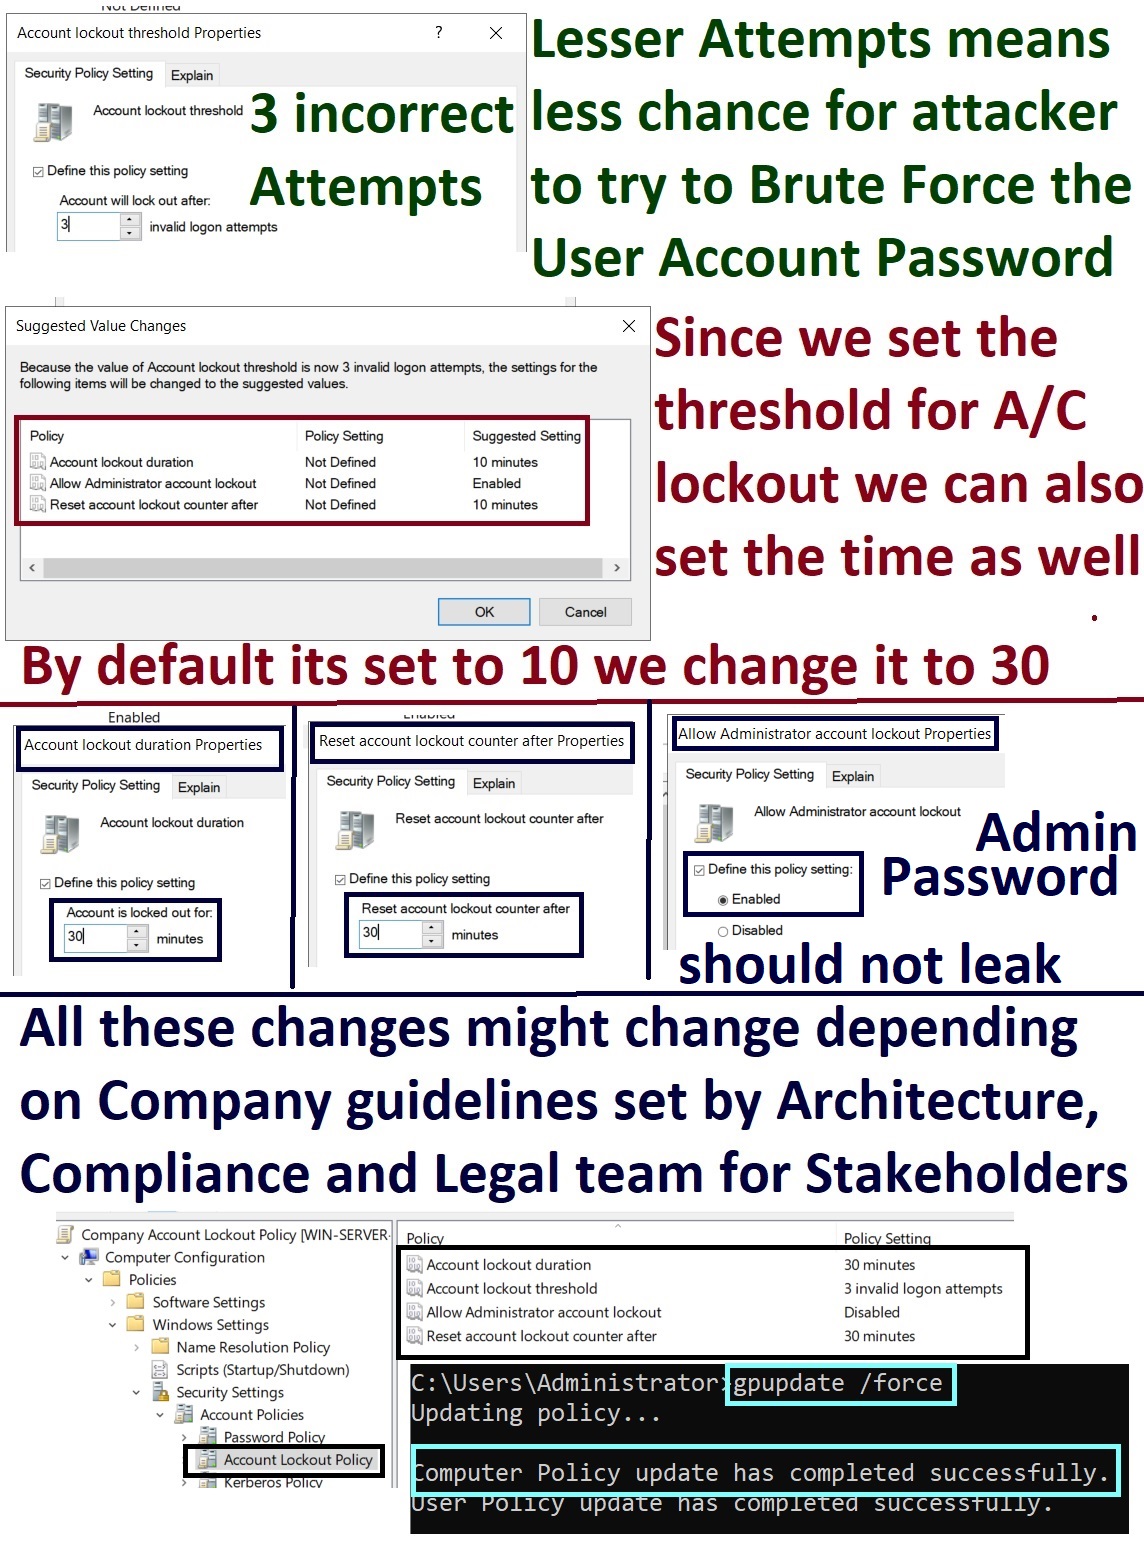 Not Defined
Account lockout threshold Properties ? ×
Security Policy Setting Explain
Account lockout threshold
3 incorrect
Attempts
Define this policy setting
Account will lock out after:
3 invalid logon attempts
Lesser Attempts means
less chance for attacker
to try to Brute Force the
User Account Password
Suggested Value Changes ×
Because the value of Account lockout threshold is now 3 invalid logon attempts, the settings for the
following items will be changed to the suggested values.
Policy Policy Setting Suggested Setting
Account lockout duration Not Defined 10 minutes
Allow Administrator account lockout Not Defined Enabled
Reset account lockout counter after Not Defined 10 minutes
OK Cancel
Since we set the
threshold for A/C
lockout we can also
set the time as well
.
By default its set to 10 we change it to 30
Enabled
Account lockout duration Properties
Security Policy Setting Explain
Account lockout duration
Define this policy setting
Account is locked out for:
30 minutes
Enabled
Reset account lockout counter after Properties
Security Policy Setting Explain
Reset account lockout counter after
Define this policy setting
Reset account lockout counter after
30 minutes
Allow Administrator account lockout Properties
Security Policy Setting Explain
Allow Administrator account lockout
Define this policy setting:
Enabled
Disabled
Admin
Password
should not leak
All these changes might change depending
on Company guidelines set by Architecture,
Compliance and Legal team for Stakeholders
Company Account Lockout Policy [WIN-SERVER-
Computer Configuration
Policies
Software Settings
Windows Settings
Name Resolution Policy
Scripts (Startup/Shutdown)
Security Settings
Account Policies
Password Policy
Account Lockout Policy
Kerberos Policy
Policy Policy Setting
Account lockout duration 30 minutes
Account lockout threshold 3 invalid logon attempts
Allow Administrator account lockout Disabled
Reset account lockout counter after 30 minutes
C:\Users\Administrator>gpupdate /force
Updating policy...
Computer Policy update has completed successfully.
User Policy update has completed successfully.